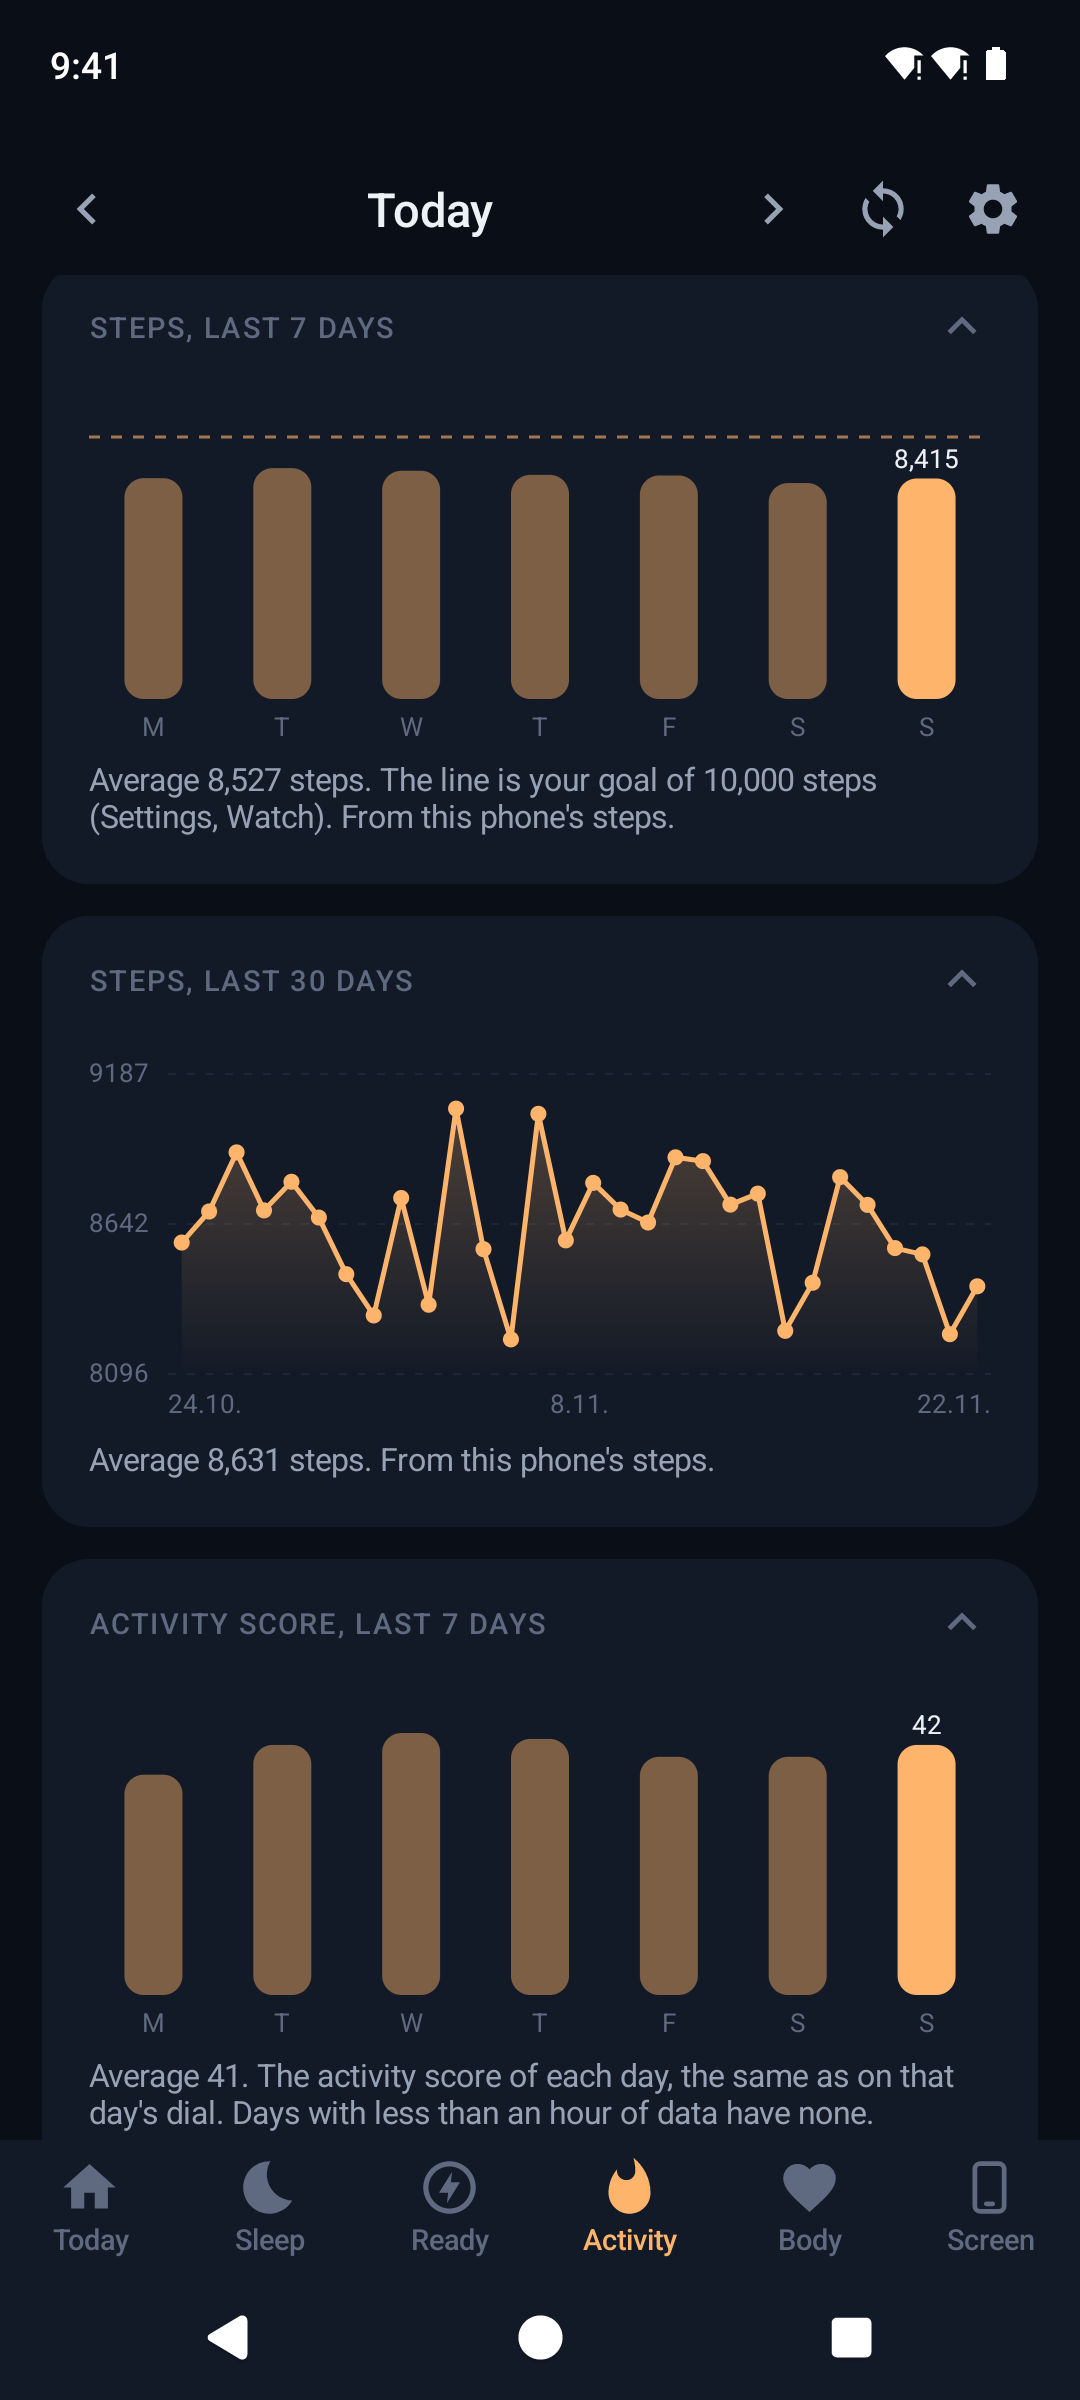 9:41
Today
STEPS, LAST 7 DAYS
8,415
M T W T F S S
Average 8,527 steps. The line is your goal of 10,000 steps
(Settings, Watch). From this phone's steps.
STEPS, LAST 30 DAYS
9187
8642
8096
24.10. 8.11. 22.11.
Average 8,631 steps. From this phone's steps.
ACTIVITY SCORE, LAST 7 DAYS
42
M T W T F S S
Average 41. The activity score of each day, the same as on that
day's dial. Days with less than an hour of data have none.
Today Sleep Ready Activity Body Screen